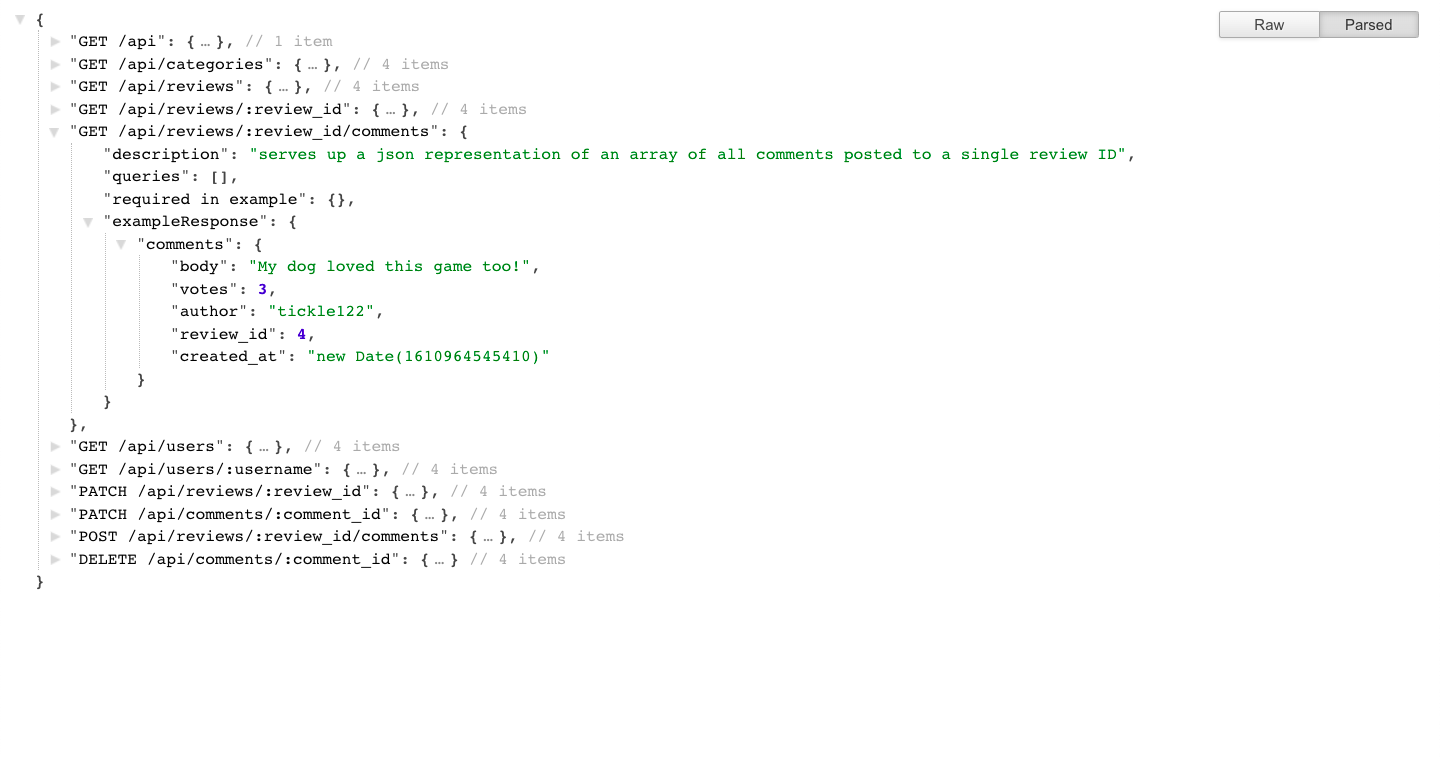 {
Raw Parsed
"GET /api": { … }, // 1 item
"GET /api/categories": { … }, // 4 items
"GET /api/reviews": { … }, // 4 items
"GET /api/reviews/:review_id": { … }, // 4 items
"GET /api/reviews/:review_id/comments": {
"description": "serves up a json representation of an array of all comments posted to a single review ID",
"queries": [],
"required in example": {},
"exampleResponse": {
"comments": {
"body": "My dog loved this game too!",
"votes": 3,
"author": "tickle122",
"review_id": 4,
"created_at": "new Date(1610964545410)"
}
}
},
"GET /api/users": { … }, // 4 items
"GET /api/users/:username": { … }, // 4 items
"PATCH /api/reviews/:review_id": { … }, // 4 items
"PATCH /api/comments/:comment_id": { … }, // 4 items
"POST /api/reviews/:review_id/comments": { … }, // 4 items
"DELETE /api/comments/:comment_id": { … } // 4 items
}